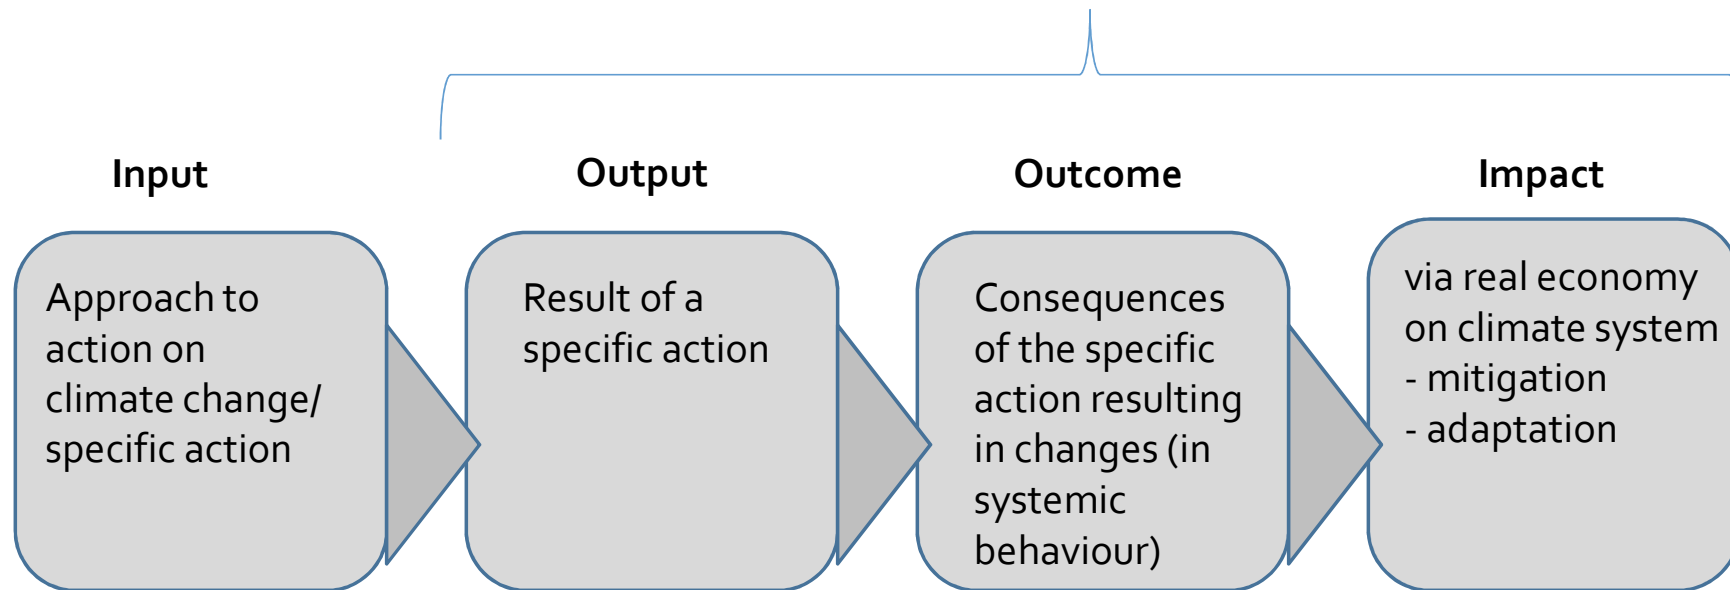 Input
Output
Outcome
Impact
Approach to
action on
climate change/
specific action
Result of a
specific action
Consequences
of the specific
action resulting
in changes (in
systemic
behaviour)
via real economy
on climate system
- mitigation
- adaptation